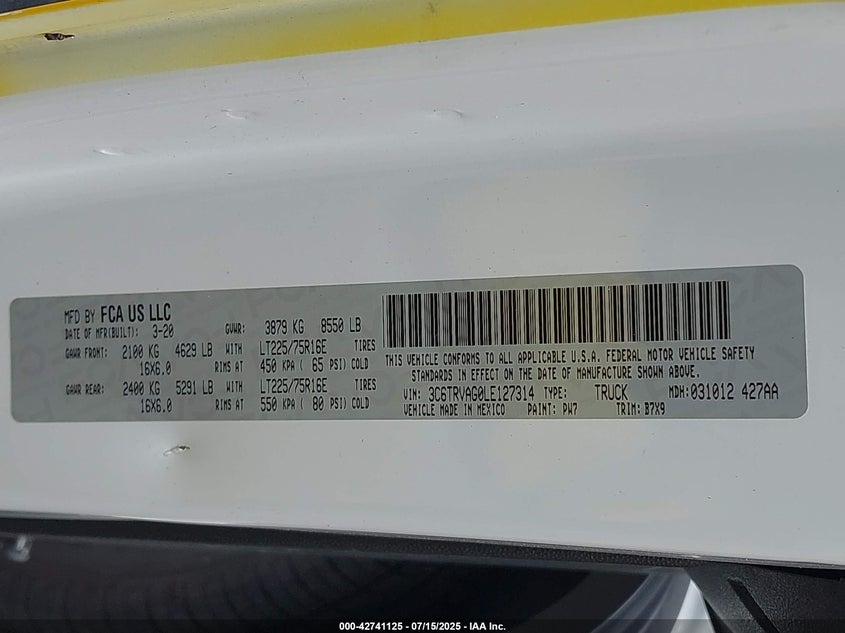 MFD BY FCA US LLC
DATE OF MFR(BUILT): 3-20 GVWR: 3879 KG 8550 LB
GAWR FRONT: 2100 KG 4629 LB WITH LT225/75R16E TIRES
16X6.0 RIMS AT 450 KPA ( 65 PSI) COLD
GAWR REAR: 2400 KG 5291 LB WITH LT225/75R16E TIRES
16X6.0 RIMS AT 550 KPA ( 80 PSI) COLD
THIS VEHICLE CONFORMS TO ALL APPLICABLE U.S.A. FEDERAL MOTOR VEHICLE SAFETY
STANDARDS IN EFFECT ON THE DATE OF MANUFACTURE SHOWN ABOVE.
VIN: 3C6TRVAG0LE127314 TYPE: TRUCK MDH:031012 427AA
VEHICLE MADE IN MEXICO PAINT: PW7 TRIM: B7X9
000-42741125 - 07/15/2025 - IAA Inc.